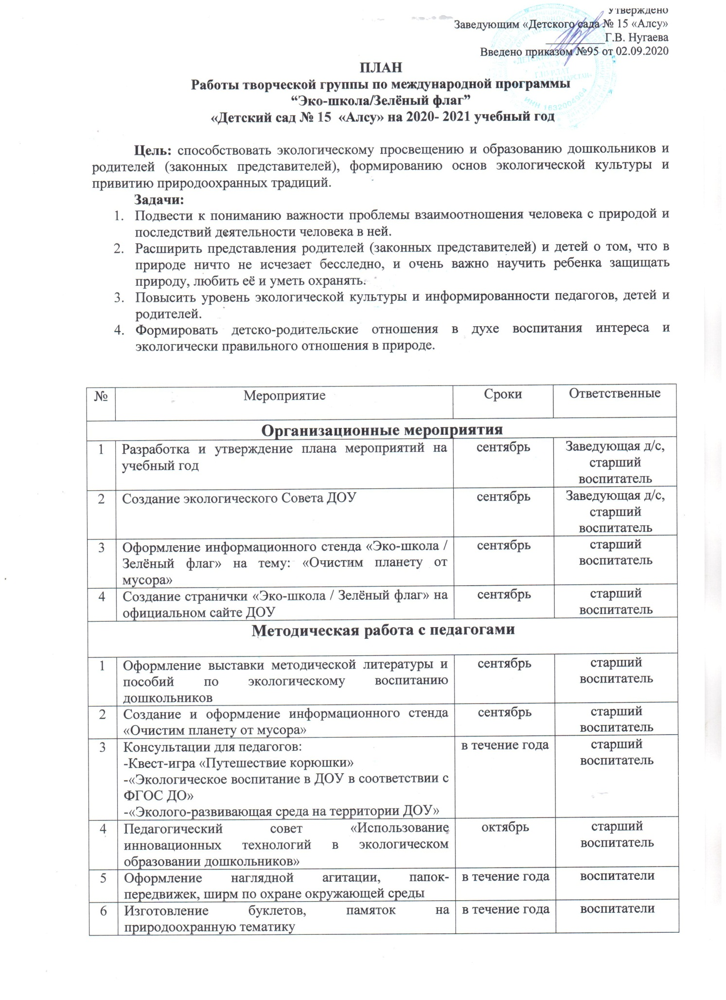 Утверждено
Заведующим «Детского сада № 15 «Алсу»
_________Г.В. Нугаева
Введено приказом №95 от 02.09.2020
ИНН 1632004964
ПЛАН
Работы творческой группы по международной программы
“Эко-школа/Зелёный флаг”
«Детский сад № 15 «Алсу» на 2020- 2021 учебный год
Цель: способствовать экологическому просвещению и образованию дошкольников и
родителей (законных представителей), формированию основ экологической культуры и
привитию природоохранных традиций.
Задачи:
1. Подвести к пониманию важности проблемы взаимоотношения человека с природой и
последствий деятельности человека в ней.
2. Расширить представления родителей (законных представителей) и детей о том, что в
природе ничто не исчезает бесследно, и очень важно научить ребенка защищать
природу, любить её и уметь охранять.
3. Повысить уровень экологической культуры и информированности педагогов, детей и
родителей.
4. Формировать детско-родительские отношения в духе воспитания интереса и
экологически правильного отношения в природе.
№ Мероприятие Сроки Ответственные
Организационные мероприятия
1 Разработка и утверждение плана мероприятий на сентябрь Заведующая д/с,
учебный год старший
воспитатель
2 Создание экологического Совета ДОУ сентябрь Заведующая д/с,
старший
воспитатель
3 Оформление информационного стенда «Эко-школа / сентябрь старший
Зелёный флаг» на тему: «Очистим планету от воспитатель
мусора»
4 Создание странички «Эко-школа / Зелёный флаг» на сентябрь старший
официальном сайте ДОУ воспитатель
Методическая работа с педагогами
1 Оформление выставки методической литературы и сентябрь старший
пособий по экологическому воспитанию воспитатель
дошкольников
2 Создание и оформление информационного стенда сентябрь старший
«Очистим планету от мусора» воспитатель
3 Консультации для педагогов: в течение года старший
-Квест-игра «Путешествие корюшки» воспитатель
-«Экологическое воспитание в ДОУ в соответствии с
ФГОС ДО»
-«Эколого-развивающая среда на территории ДОУ»
4 Педагогический совет «Использование октябрь старший
инновационных технологий в экологическом воспитатель
образовании дошкольников»
5 Оформление наглядной агитации, папок- в течение года воспитатели
передвижек, ширм по охране окружающей среды
6 Изготовление буклетов, памяток на в течение года воспитатели
природоохранную тематику